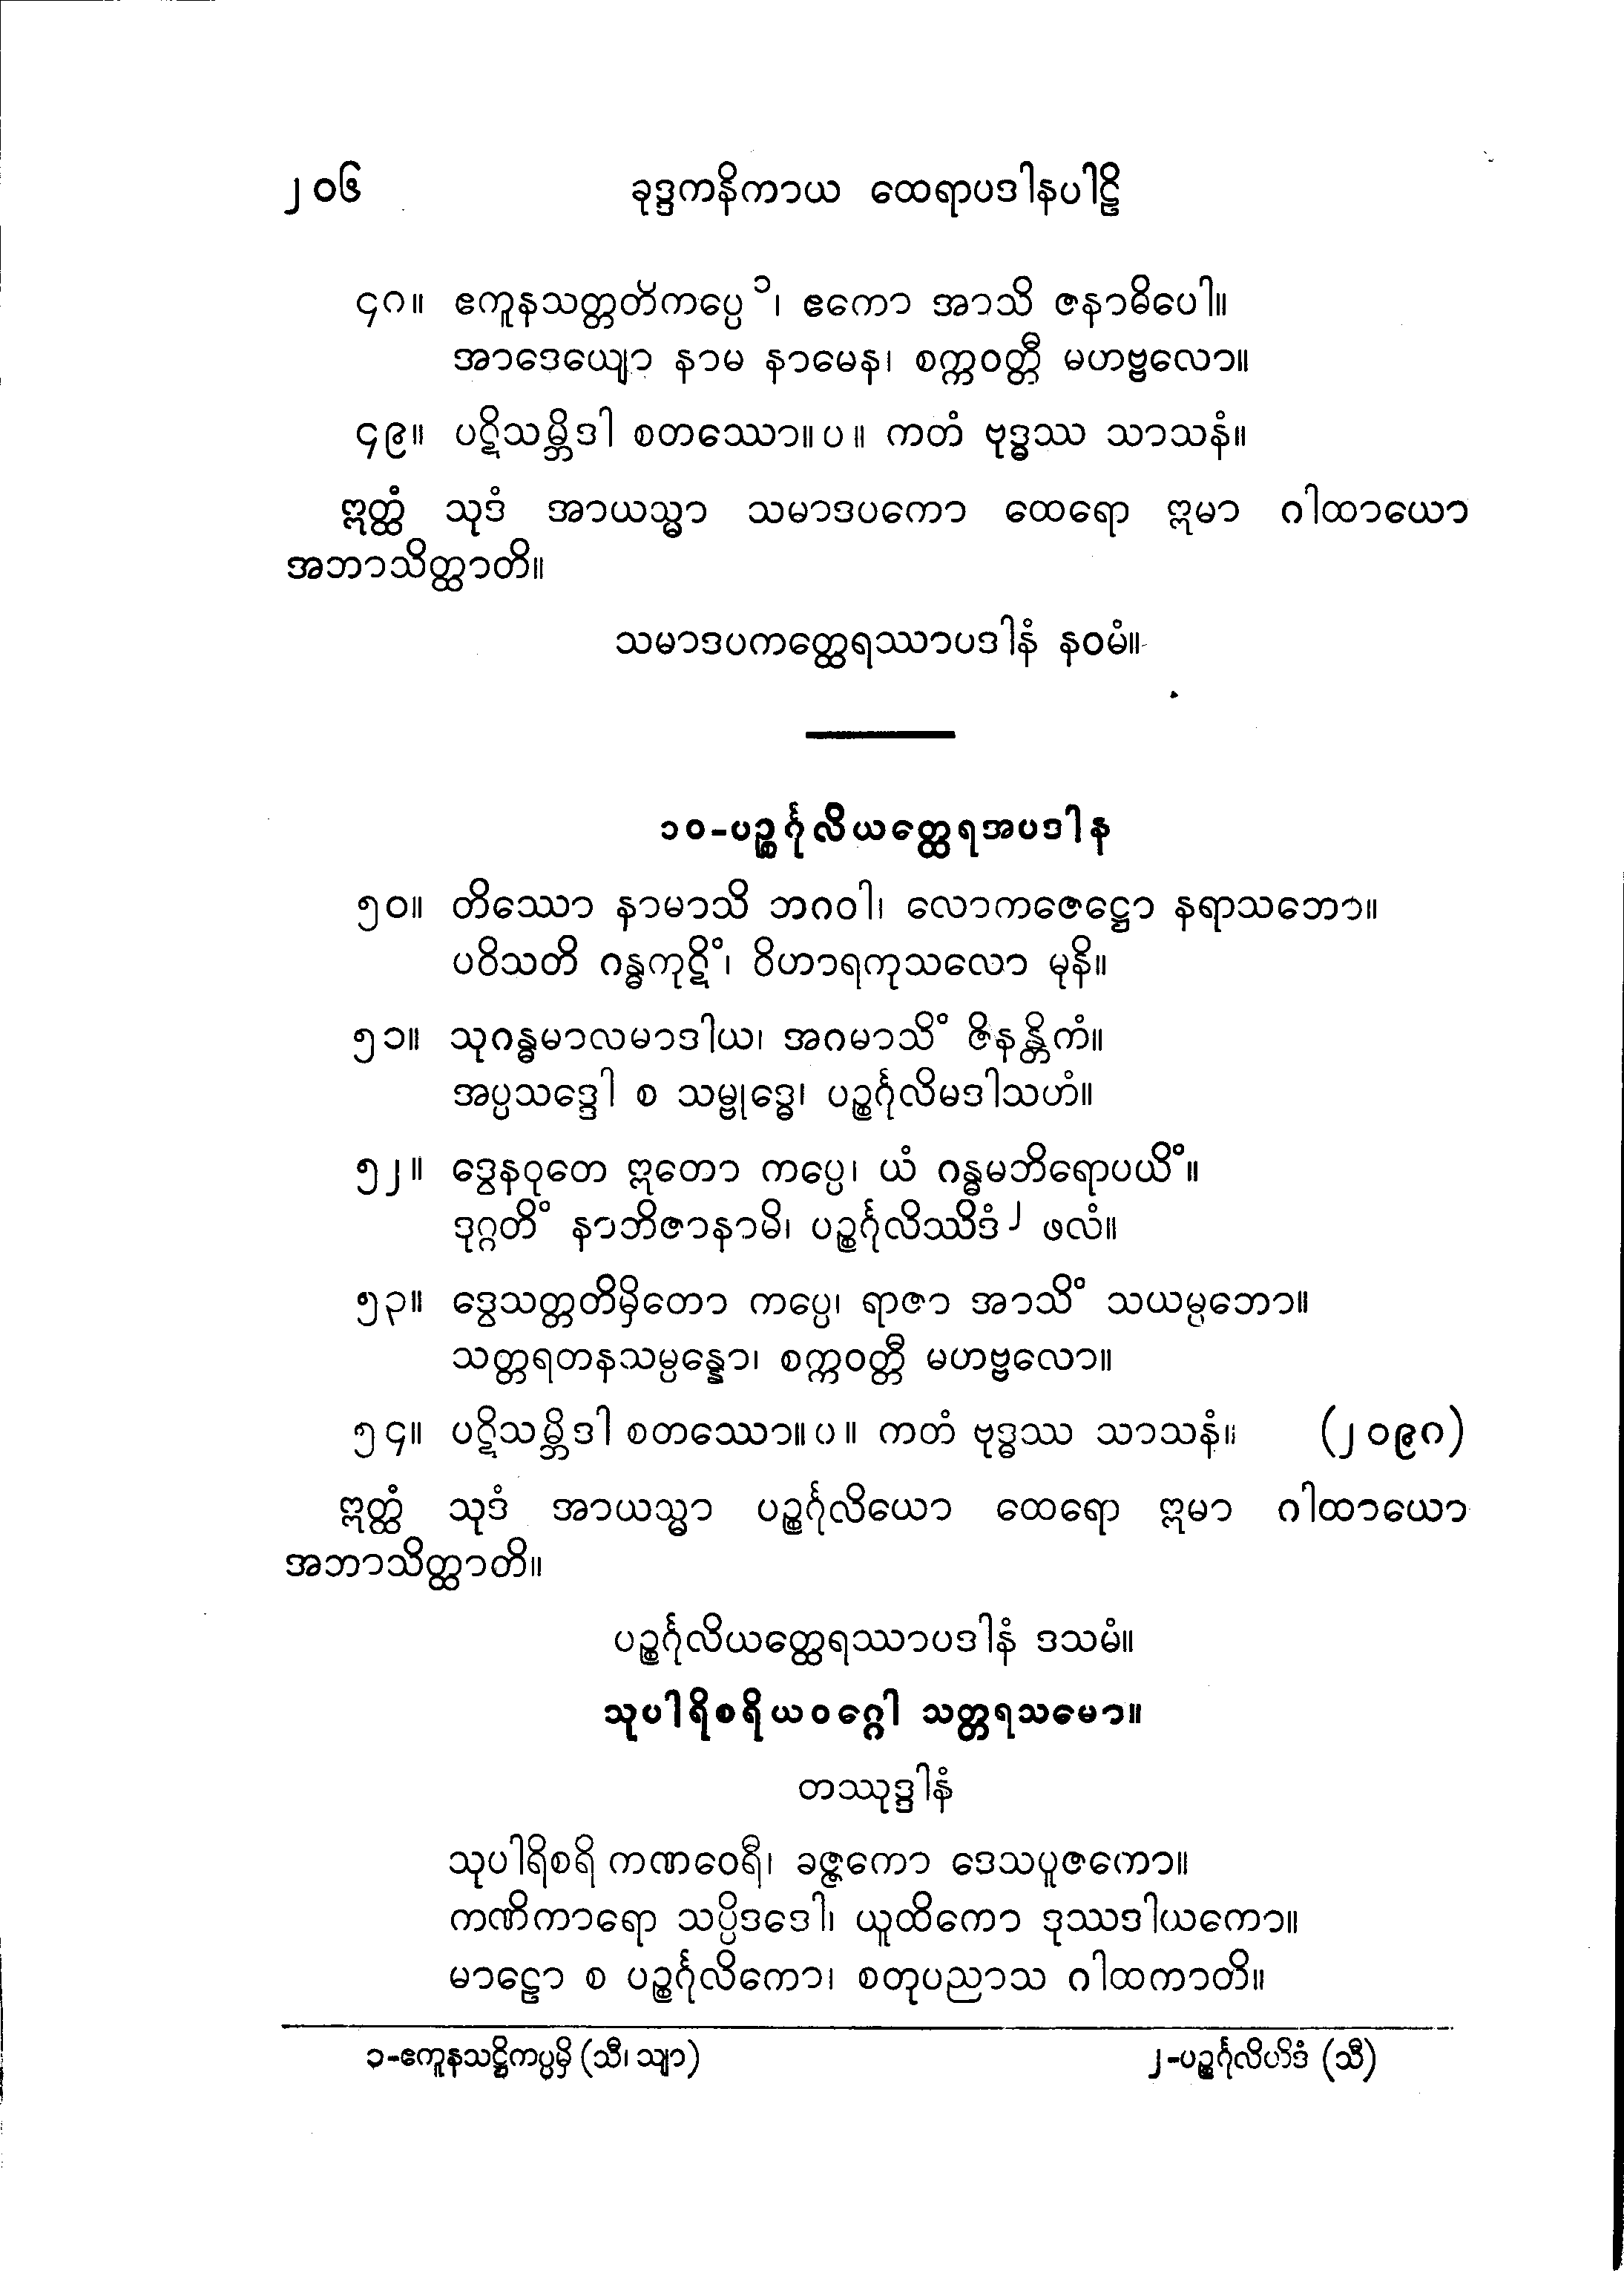 ၂၀၆ ခုဒ္ဒကနိကာယ ထေရာပဒါနပါဠိ
၄၈။ ဧကူနသတ္တတိကပ္ပေ ၁၊ ဧကော အာသိ ဇနာဓိပေါ။
အာဒေယျော နာမ နာမေန၊ စက္ကဝတ္တီ မဟဗ္ဗလော။
၄၉။ ပဋိသမ္ဘိဒါ စတဿော။ပ။ ကတံ ဗုဒ္ဓဿ သာသနံ။
ဣတ္ထံ သုဒံ အာယသ္မာ သမာဒပကော ထေရော ဣမာ ဂါထာယော
အဘာသိတ္ထာတိ။
သမာဒပကတ္ထေရဿာပဒါနံ နဝမံ။
၁၀-ပဉ္စင်္ဂုလိယတ္ထေရအပဒါန
၅၀။ တိဿော နာမာသိ ဘဂဝါ၊ လောကဇေဋ္ဌော နရာသဘော။
ပဝိသတိ ဂန္ဓကုဋိံ၊ ဝိဟာရကုသလော မုနိ။
၅၁။ သုဂန္ဓမာလမာဒါယ၊ အဂမာသိံ ဇိနန္တိကံ။
အပ္ပသဒ္ဒေါ စ သမ္ဗုဒ္ဓေ၊ ပဉ္စင်္ဂုလိမဒါသဟံ။
၅၂။ ဒွေနဝုတေ ဣတော ကပ္ပေ၊ ယံ ဂန္ဓမဘိရောပယိံ။
ဒုဂ္ဂတိံ နာဘိဇာနာမိ၊ ပဉ္စင်္ဂုလိဿိဒံ ၂ ဖလံ။
၅၃။ ဒွေသတ္တတိမှိတော ကပ္ပေ၊ ရာဇာ အာသိံ သယမ္ပဘော။
သတ္တရတနသမ္ပန္နော၊ စက္ကဝတ္တီ မဟဗ္ဗလော။
၅၄။ ပဋိသမ္ဘိဒါ စတဿော။ပ။ ကတံ ဗုဒ္ဓဿ သာသနံ။ (၂၀၉၈)
ဣတ္ထံ သုဒံ အာယသ္မာ ပဉ္စင်္ဂုလိယော ထေရော ဣမာ ဂါထာယော
အဘာသိတ္ထာတိ။
ပဉ္စင်္ဂုလိယတ္ထေရဿာပဒါနံ ဒသမံ။
သုပါရိစရိယဝဂ္ဂေါ သတ္တရသမော။
တဿုဒ္ဒါနံ
သုပါရိစရိ ကဏဝေရီ၊ ခဇ္ဇကော ဒေသပူဇကော။
ကဏိကာရော သပ္ပိဒဒေါ၊ ယူထိကော ဒုဿဒါယကော။
မာဠော စ ပဉ္စင်္ဂုလိကော၊ စတုပညာသ ဂါထကာတိ။
၁-ဧကူနသဋ္ဌိကပ္ပမှိ (သီ၊ သျာ) ၂-ပဉ္စင်္ဂုလိယိဒံ (သီ)